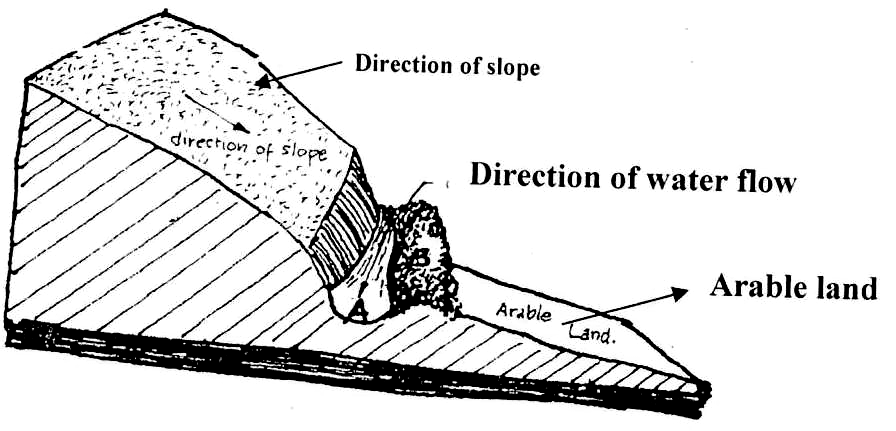 Direction of slope
direction of slope
Direction of water flow
B
Arable land
A
Arable
Land.